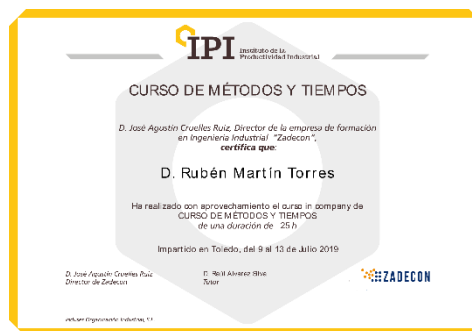 IPI Instituto de la
Productividad Industrial
CURSO DE MÉTODOS Y TIEMPOS
D. José Agustín Cruelles Ruiz, Director de la empresa de formación
en Ingeniería Industrial "Zadecon",
certifica que:
D. Rubén Martín Torres
Ha realizado con aprovechamiento el curso in company de
CURSO DE MÉTODOS Y TIEMPOS
de una duración de 25 h
Impartido en Toledo, del 9 al 13 de Julio 2019
D. José Agustín Cruelles Ruiz
Director de Zadecon
D. Raúl Alvarez
Tutor
ZADECON
Industrial